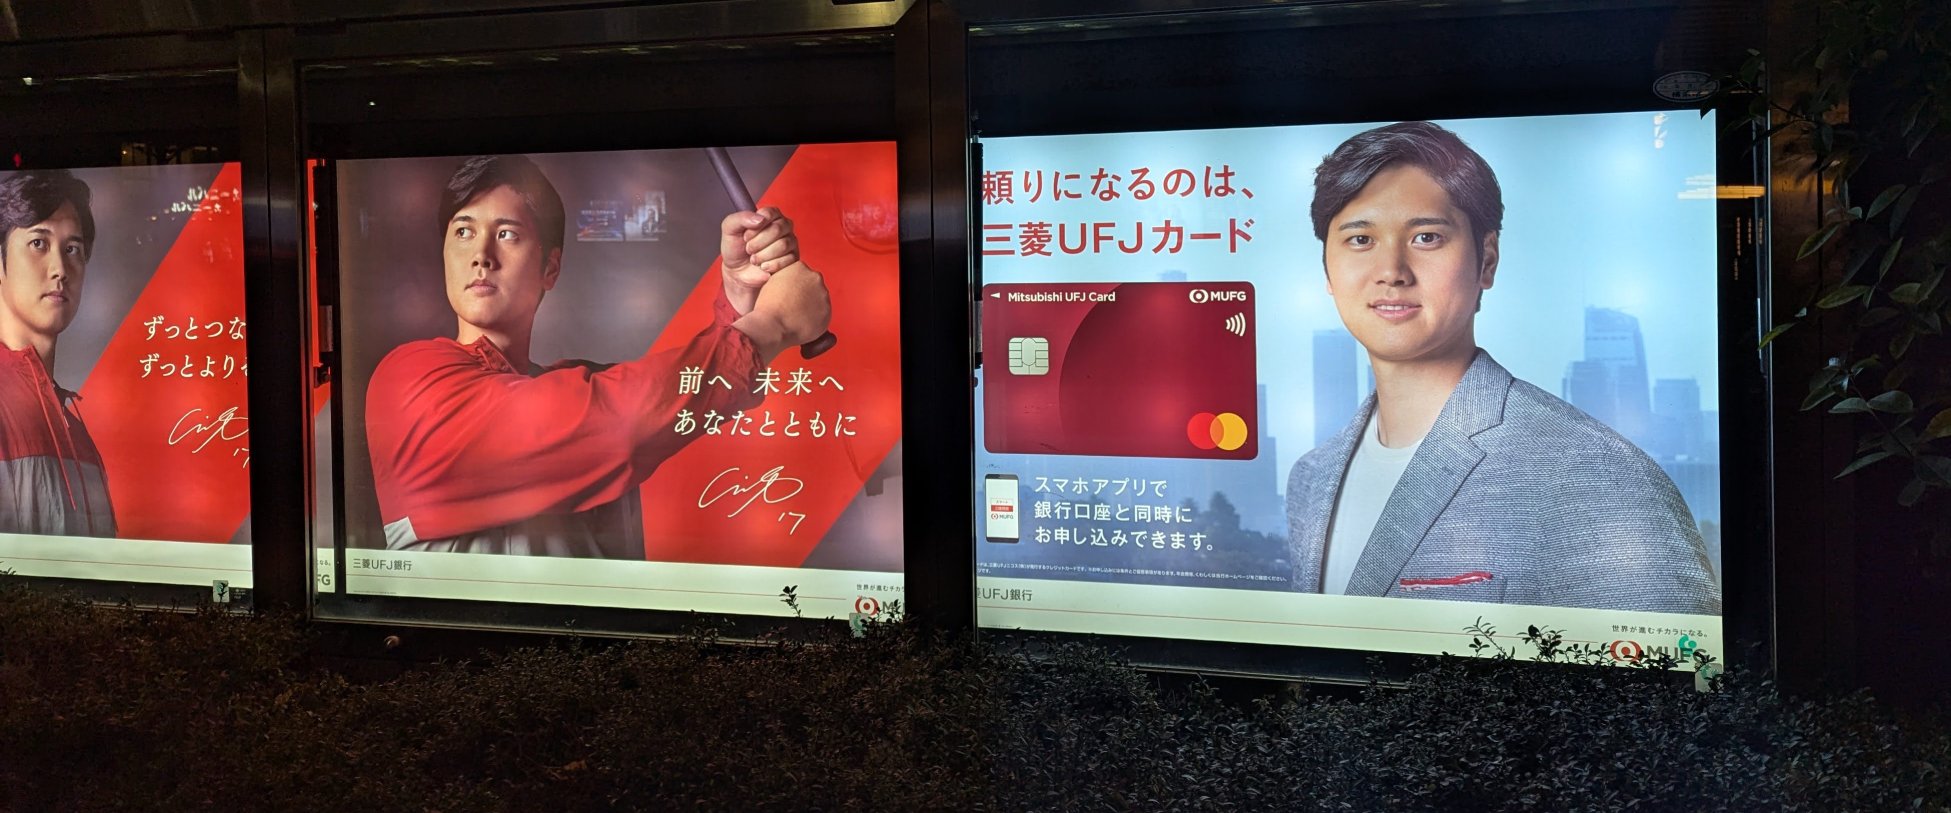 ずっとつな
ずっとより
17
FG
前へ 未来へ
あなたとともに
17
三菱UFJ銀行
世界が進むチカラ
頼りになるのは、
三菱UFJカード
Mitsubishi UFJ Card
MUFG
スマホアプリで
銀行口座と同時に
お申し込みできます。
UFJ銀行
世界が進むチカラになる。
MUFG